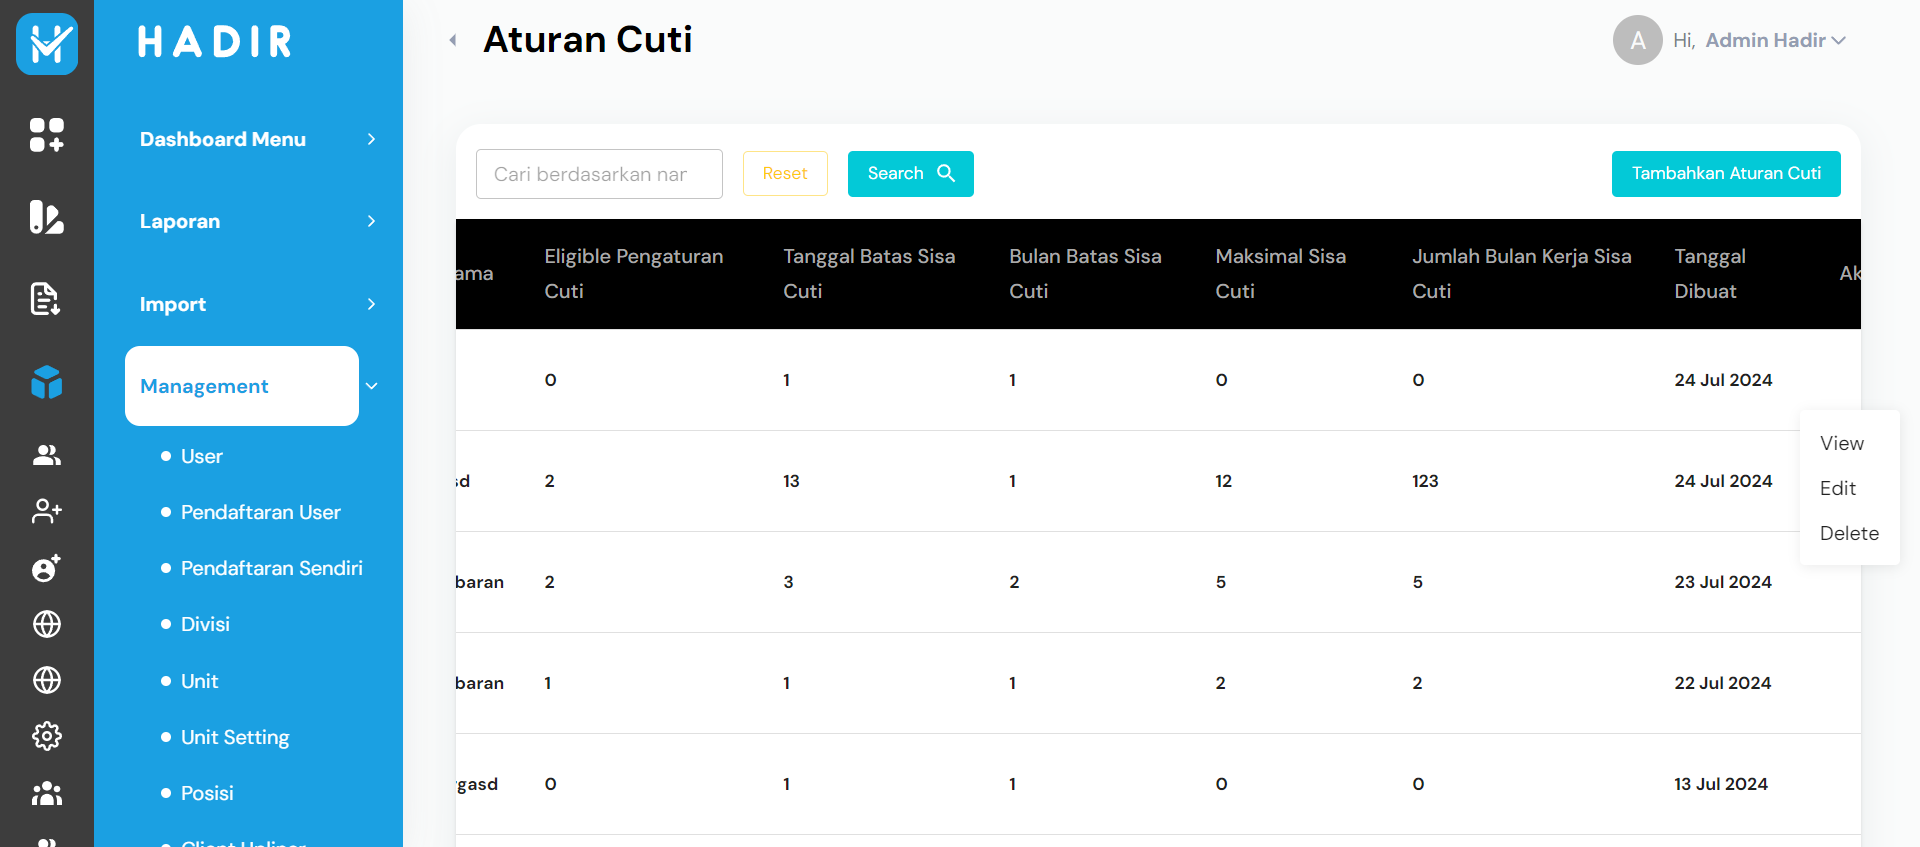 HADIR
Aturan Cuti
A Hi, Admin Hadir
Dashboard Menu
Laporan
Import
Management
User
Pendaftaran User
Pendaftaran Sendiri
Divisi
Unit
Unit Setting
Posisi
Cari berdasarkan nar
Reset
Search
Tambahkan Aturan Cuti
ama
Eligible Pengaturan Cuti
Tanggal Batas Sisa Cuti
Bulan Batas Sisa Cuti
Maksimal Sisa Cuti
Jumlah Bulan Kerja Sisa Cuti
Tanggal Dibuat
Ak
0 1 1 0 0 24 Jul 2024
sd 2 13 1 12 123 24 Jul 2024
baran 2 3 2 5 5 23 Jul 2024
baran 1 1 1 2 2 22 Jul 2024
gasd 0 1 1 0 0 13 Jul 2024
View
Edit
Delete